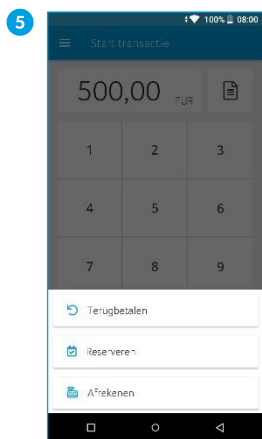 5
100% 08:00
Start transactie
500,00 EUR
1 2 3
4 5 6
7 8 9
Terugbetalen
Reserveren
Afrekenen